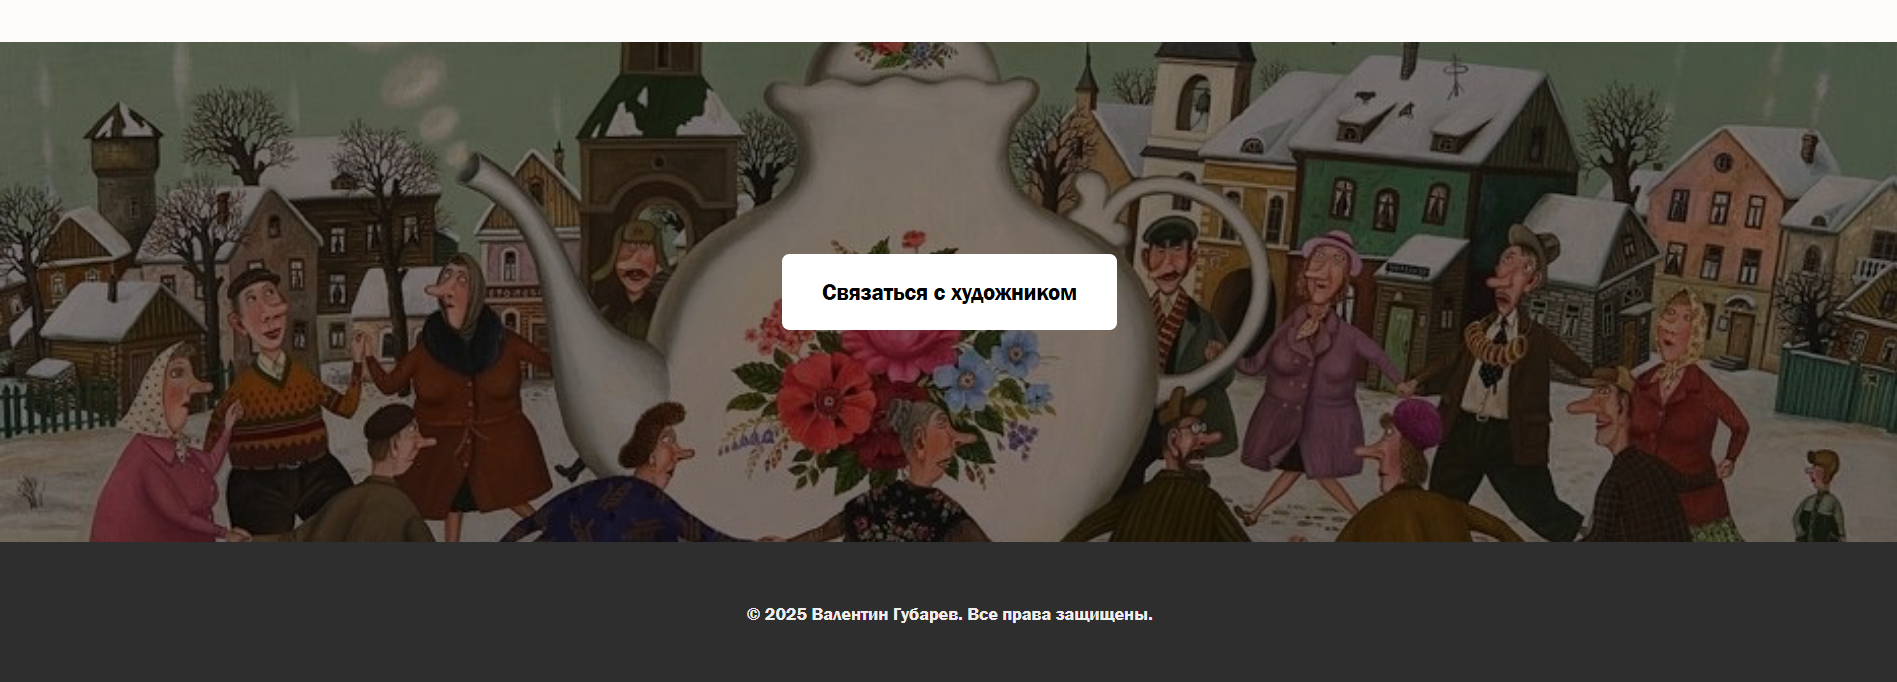 Связаться с художником
© 2025 Валентин Губарев. Все права защищены.